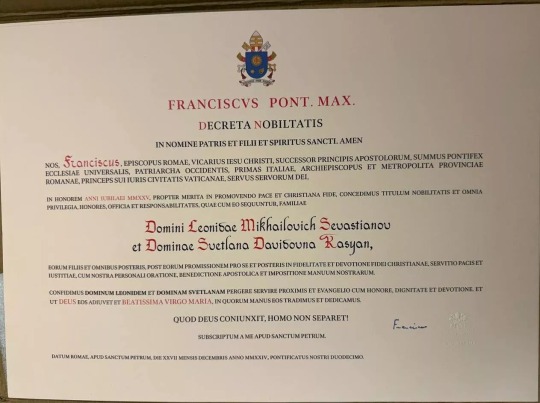 FRANCISCVS PONT. MAX.
DECRETA NOBILTATIS
IN NOMINE PATRIS ET FILII ET SPIRITUS SANCTI. AMEN
NOS, Franciscus, EPISCOPUS ROMAE, VICARIUS IESU CHRISTI, SUCCESSOR PRINCIPIS APOSTOLORUM, SUMMUS PONTIFEX
ECCLESIAE UNIVERSALIS, PATRIARCHA OCCIDENTIS, PRIMAS ITALIAE, ARCHIEPISCOPUS ET METROPOLITA PROVINCIAE
ROMANAE, PRINCEPS SUI IURIS CIVITATIS VATICANAE, SERVUS SERVORUM DEI,
IN HONOREM ANNI IUBILAEI MMXXV, PROPTER MERITA IN PROMOVENDO PACE ET CHRISTIANA FIDE, CONCEDIMUS TITULUM NOBILITATIS ET OMNIA
PRIVILEGIA, HONORES, OFFICIA ET RESPONSABILITATES, QUAE CUM EO SEQUUNTUR, FAMILIAE
Domini Leonidae Mikhailovich Sevastianov
et Dominae Svetlana Davidovna Kasyan,
EORUM FILIIS ET OMNIBUS POSTERIS, POST EORUM PROMISSIONEM PRO SE ET POSTERIS IN FIDELITATE ET DEVOTIONE FIDEI CHRISTIANAE, SERVITIO PACIS ET
IUSTITIAE, CUM NOSTRA PERSONALI ORATIONE, BENEDICTIONE APOSTOLICA ET IMPOSITIONE MANUUM NOSTRARUM.
CONFIDIMUS DOMINUM LEONIDEM ET DOMINAM SVETLANAM PERGERE SERVIRE PROXIMIS ET EVANGELIO CUM HONORE, DIGNITATE ET DEVOTIONE, ET
UT DEUS EOS ADIUVET ET BEATISSIMA VIRGO MARIA, IN QUORUM MANUS EOS TRADIMUS ET DEDICAMUS.
QUOD DEUS CONIUNXIT, HOMO NON SEPARET!
Franciscus
SUBSCRIPTUM A ME APUD SANCTUM PETRUM.
DATUM ROMAE, APUD SANCTUM PETRUM, DIE XXVII MENSIS DECEMBRIS ANNO MMXXIV, PONTIFICATUS NOSTRI DUODECIMO.